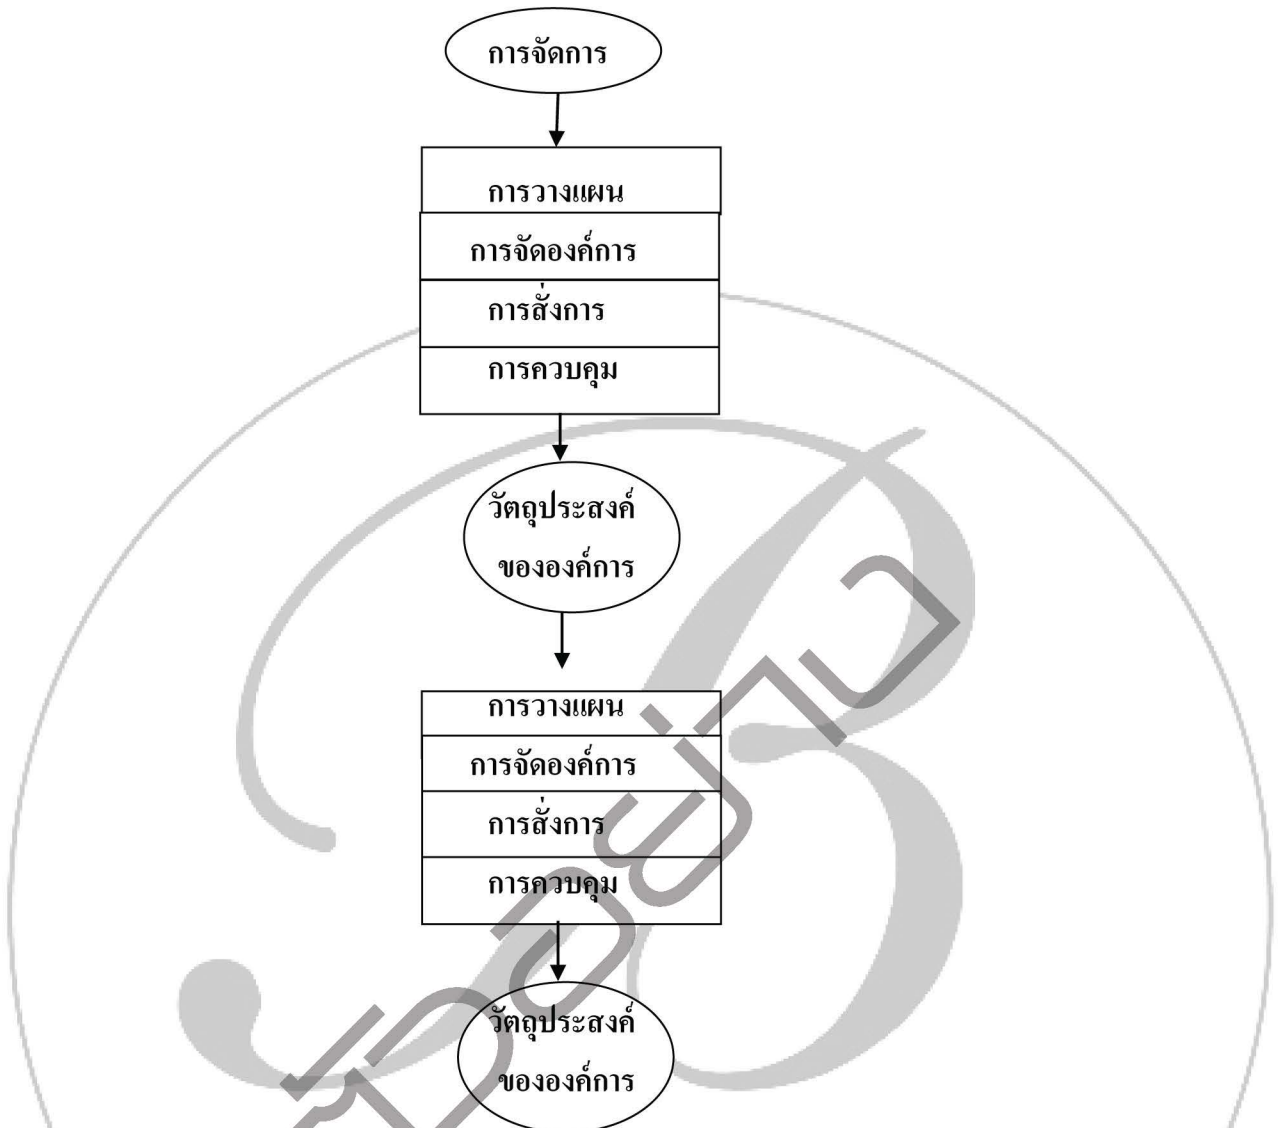 การจัดการ
การวางแผน
การจัดองค์การ
การสั่งการ
การควบคุม
วัตถุประสงค์
ขององค์การ
การวางแผน
การจัดองค์การ
การสั่งการ
การควบคุม
วัตถุประสงค์
ขององค์การ
ตัวอย่าง